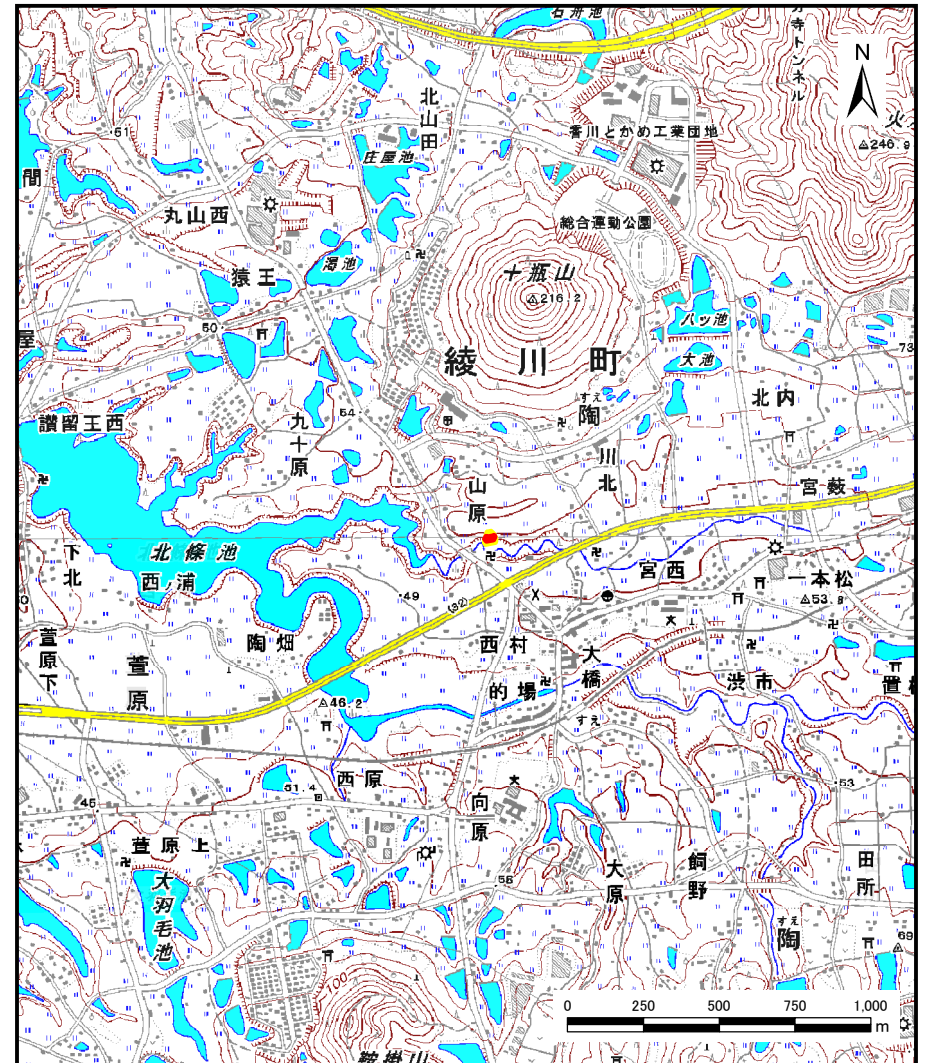 石舟池
分寺トンネル
N
北山田
51
香川とかめ工業団地
火
246.9
庄屋池
間
丸山西
総合運動公園
渇池
十瓶山
猿王
216.2
八ッ池
50
屋
大池
73
綾川町
すえ
陶
北内
讃留王西
九十原
54
川北
山原
宮薮
北條池
下北
西ノ浦
宮西
一本松
49
(32)
53.8
萱原下
萱原
陶畑
西村
大橋
渋市
置
的場
46.2
すえ
西原
53
51.4
45
向原
萱原上
大羽毛池
56
大原
飼野
田所
すえ
陶
69
100
鞍掛山
0 250 500 750 1,000
m